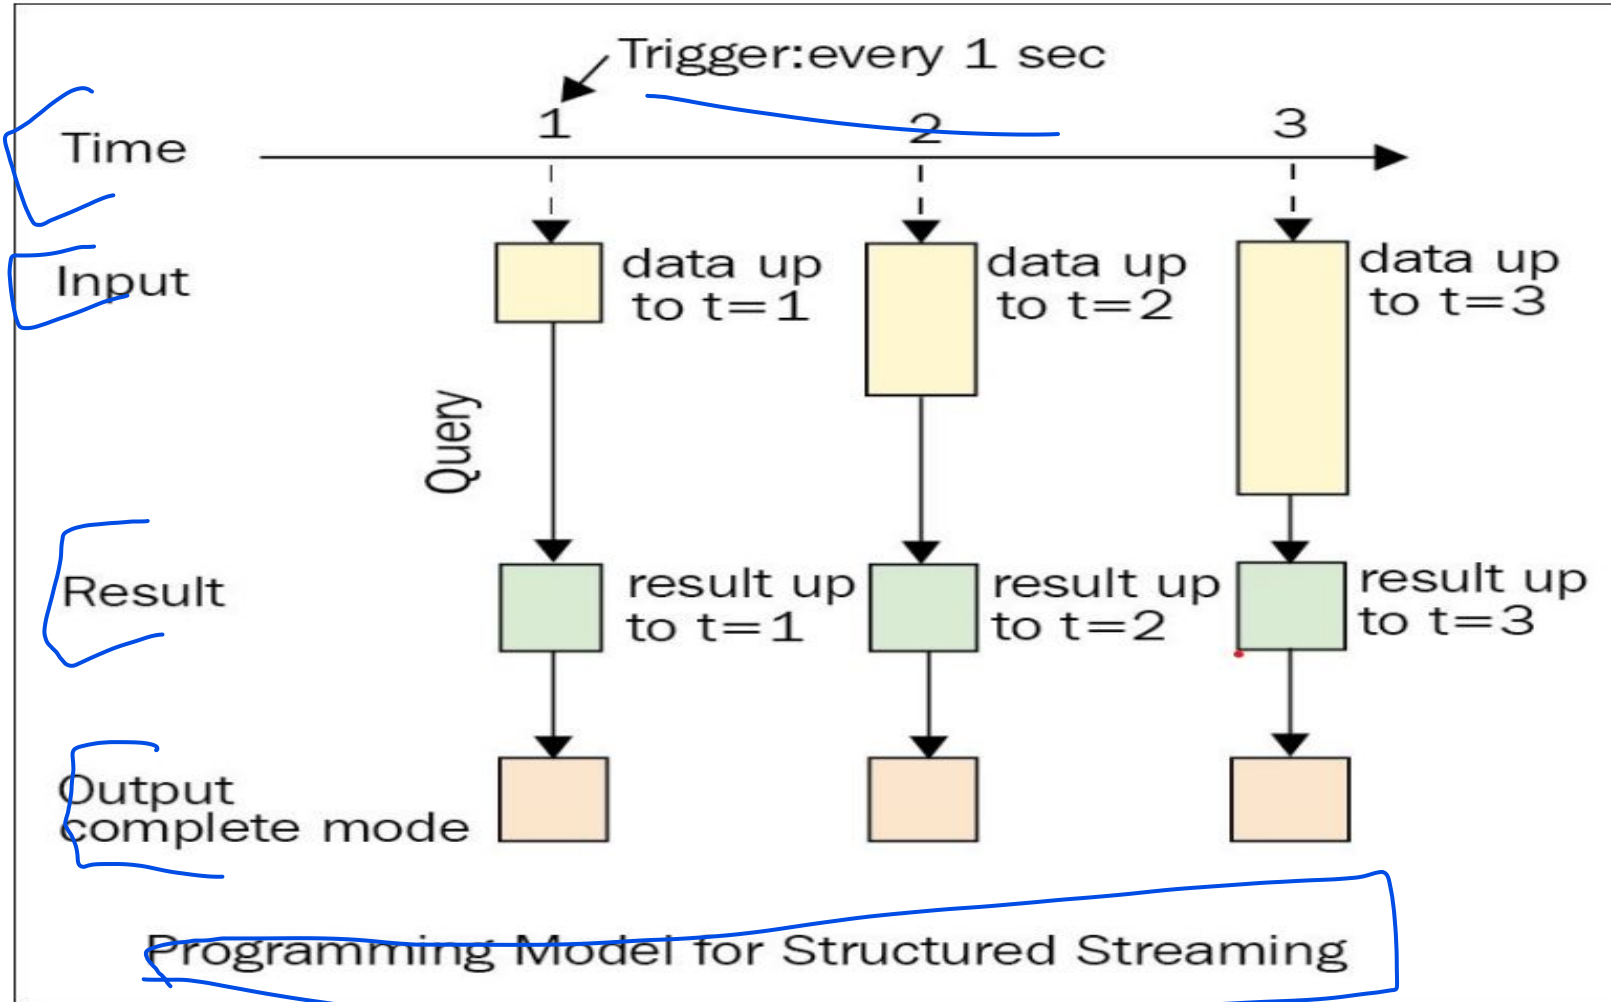 Trigger:every 1 sec
1
2
3
Time
Input
data up
to t=1
data up
to t=2
data up
to t=3
Query
Result
result up
to t=1
result up
to t=2
result up
to t=3
Output
complete mode
Programming Model for Structured Streaming